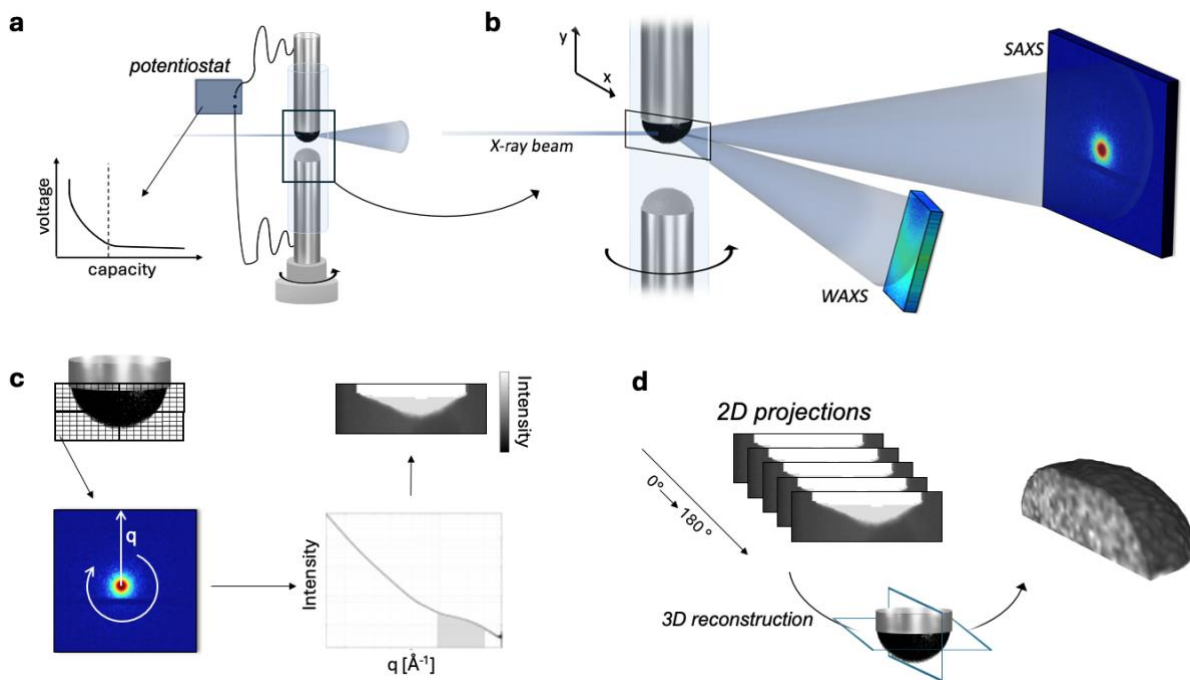 a
potentiostat
voltage
capacity
b
y
x
X-ray beam
SAXS
WAXS
c
Intensity
q
Intensity
q [Å⁻¹]
d
2D projections
0° → 180 °
3D reconstruction